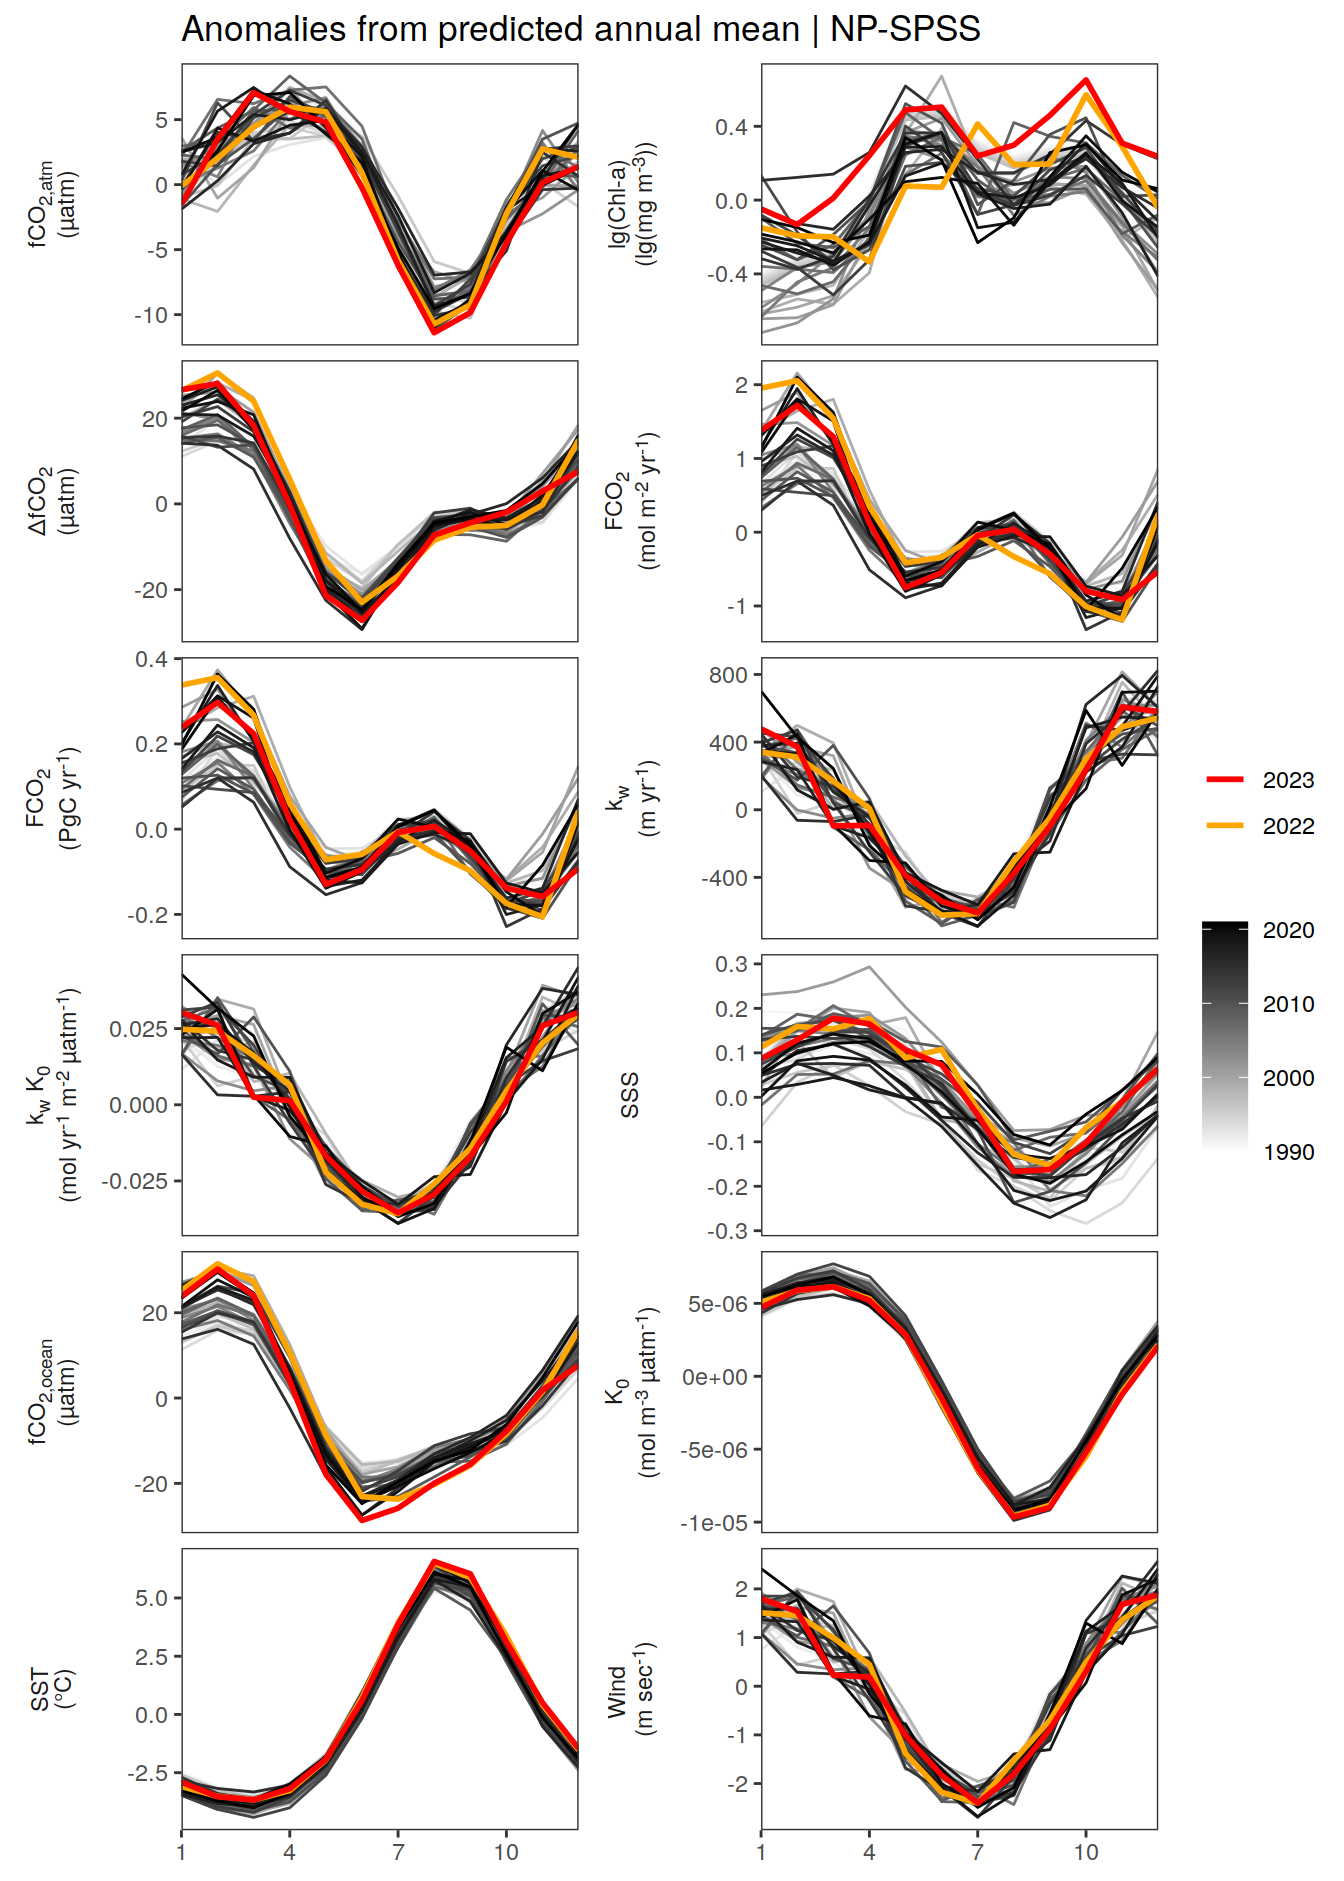 Anomalies from predicted annual mean | NP-SPSS
fCO2,atm
(µatm)
5
0
-5
-10
lg(Chl-a)
(lg(mg m-3))
0.4
0.0
-0.4
ΔfCO2
(µatm)
20
0
-20
FCO2
(mol m-2 yr-1)
2
1
0
-1
FCO2
(PgC yr-1)
0.4
0.2
0.0
-0.2
kw
(m yr-1)
800
400
0
-400
kw K0
(mol yr-1 m-2 µatm-1)
0.025
0.000
-0.025
SSS
0.3
0.2
0.1
0.0
-0.1
-0.2
-0.3
fCO2,ocean
(µatm)
20
0
-20
K0
(mol m-3 µatm-1)
5e-06
0e+00
-5e-06
-1e-05
SST
(°C)
5.0
2.5
0.0
-2.5
Wind
(m sec-1)
2
1
0
-1
-2
1 4 7 10
1 4 7 10
2023
2022
2020
2010
2000
1990